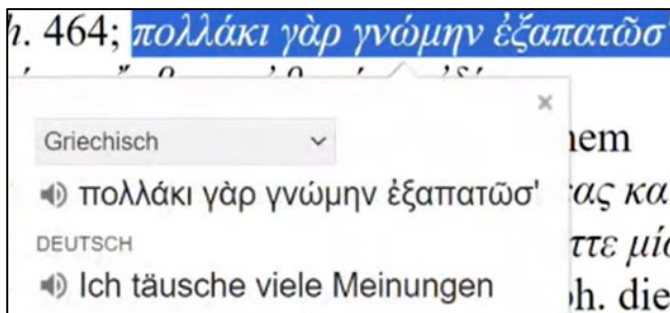 h. 464; πολλάκι γὰρ γνώμην ἐξαπατῶσ
×
Griechisch
nem
πολλάκι γὰρ γνώμην ἐξαπατῶσ'
ας κα
DEUTSCH
ττε μίσ
Ich täusche viele Meinungen
h. die